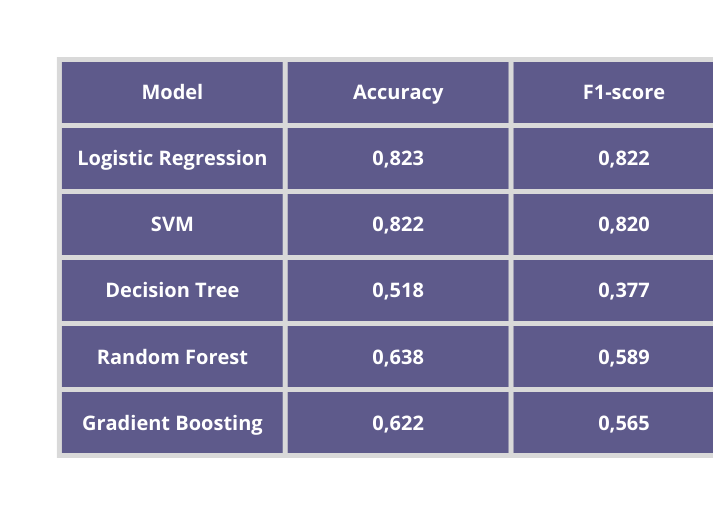 Model Accuracy F1-score
Logistic Regression 0,823 0,822
SVM 0,822 0,820
Decision Tree 0,518 0,377
Random Forest 0,638 0,589
Gradient Boosting 0,622 0,565